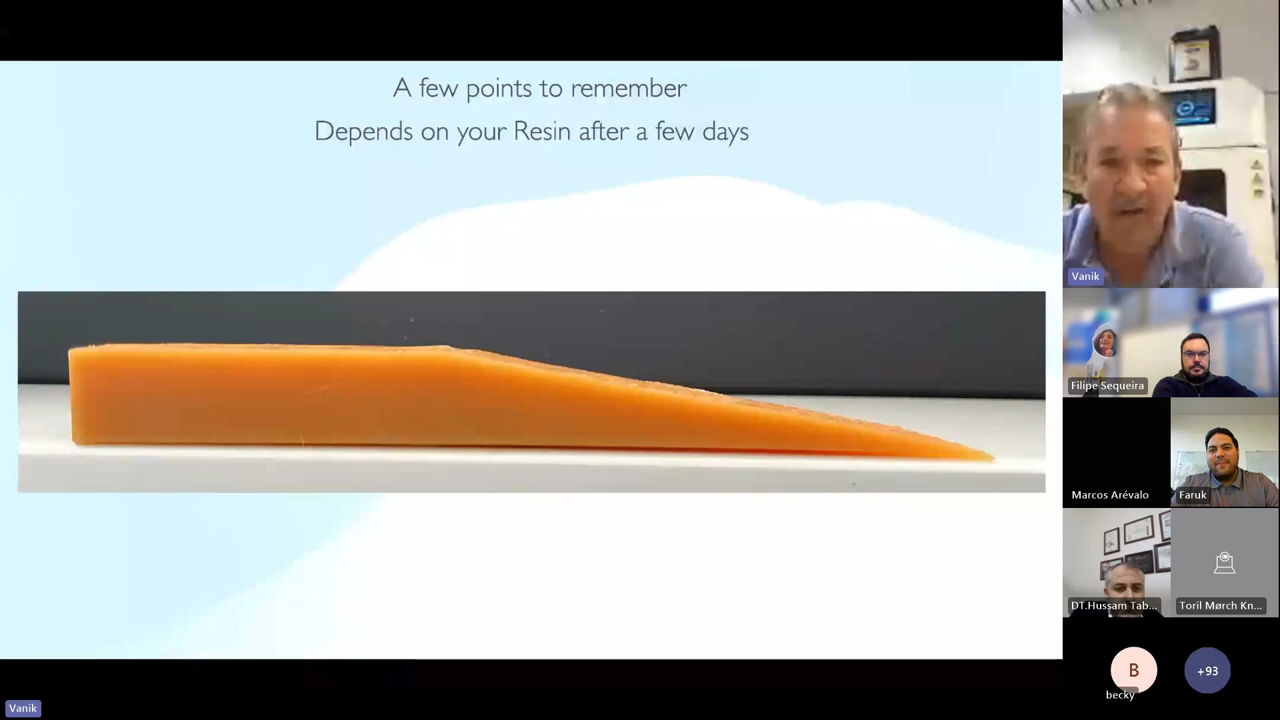 A few points to remember
Depends on your Resin after a few days
Vanik
Filipe Sequeira
Marcos Arévalo
Faruk
DT.Hussam Tab...
Toril Mørch Kn...
B
becky
+93
Vanik